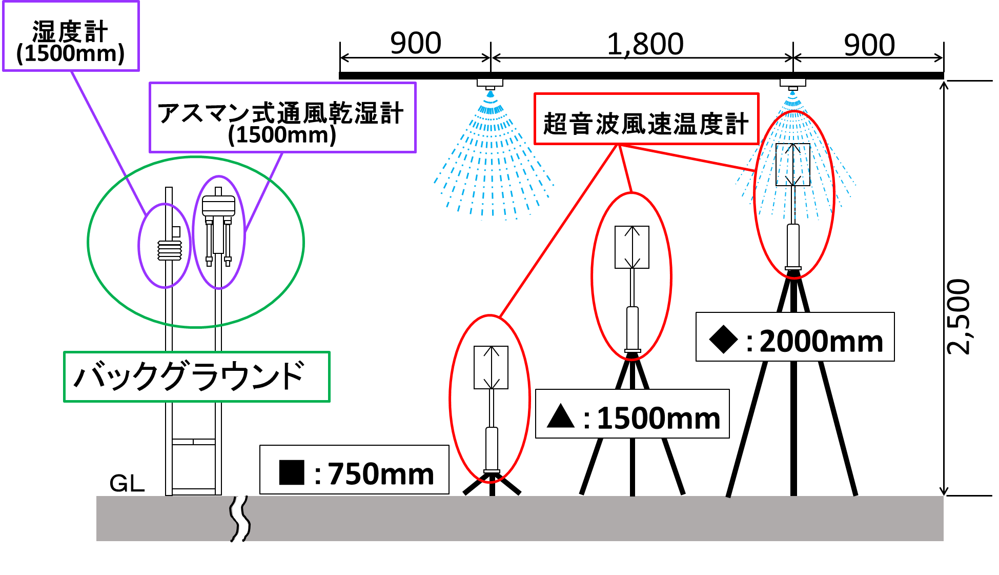 湿度計
(1500mm)
アスマン式通風乾湿計
(1500mm)
900
1,800
900
超音波風速温度計
2,500
バックグラウンド
◆:2000mm
▲:1500mm
■:750mm
GL